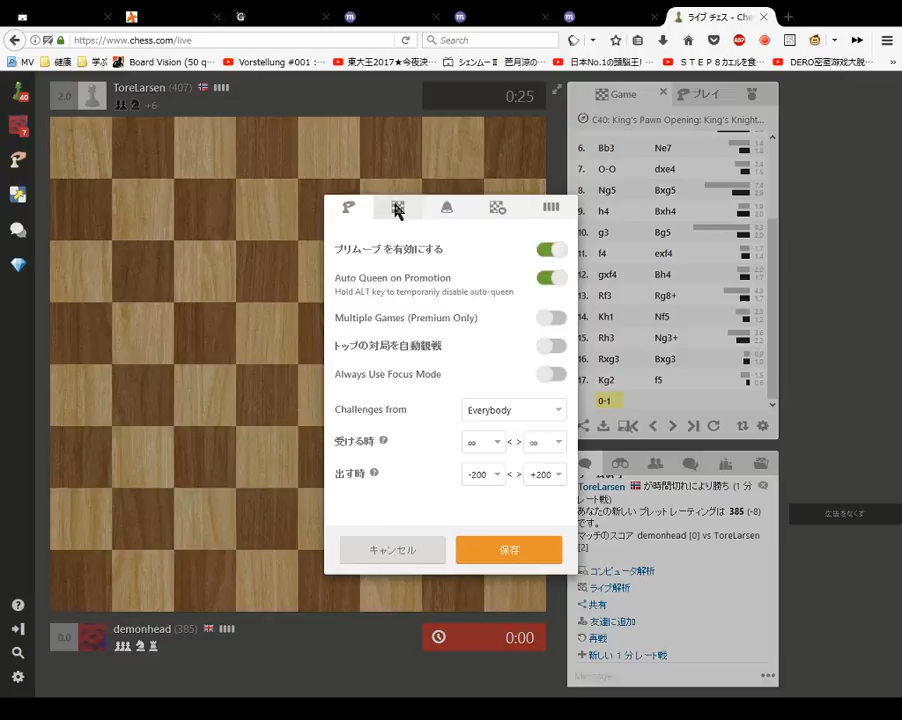 ライブ チェス - Che
https://www.chess.com/live
Search
MV
健康
学ぶ
Board Vision (50 q
Vorstellung #001 :
東大王2017★今夜決
シェンムーⅡ 芭月涼の
日本No.1の頭脳王!
ＳＴＥＰ８カエルを食
DERO密室游戏大脱
40
7
2.0
ToreLarsen (407)
+6
0:25
Game
プレイ
C40: King's Pawn Opening: King's Knight...
6. Bb3 Ne7
7. O-O dxe4
8. Ng5 Bxg5
9. h4 Bxh4
10. g3 Bg5
11. f4 exf4
12. gxf4 Bh4
13. Rf3 Rg8+
14. Kh1 Nf5
15. Rh3 Ng3+
16. Rxg3 Bxg3
17. Kg2 f5
0-1
プリムーブ を有効にする
Auto Queen on Promotion
Hold ALT key to temporarily disable auto-queen
Multiple Games (Premium Only)
トップの対局を自動観戦
Always Use Focus Mode
Challenges from
Everybody
受ける時
∞ < > ∞
出す時
-200 < > +200
キャンセル
保存
ToreLarsen が時間切れにより勝ち (1 分
レート戦)
あなたの新しい ブレット レーティングは 385 (-8)
です。
マッチのスコア demonhead [0] vs ToreLarsen
[2]
コンピュータ解析
ライブ解析
共有
友達に追加
再戦
新しい 1 分 レート戦
Message...
広告をなくす
0.0
demonhead (385)
0:00